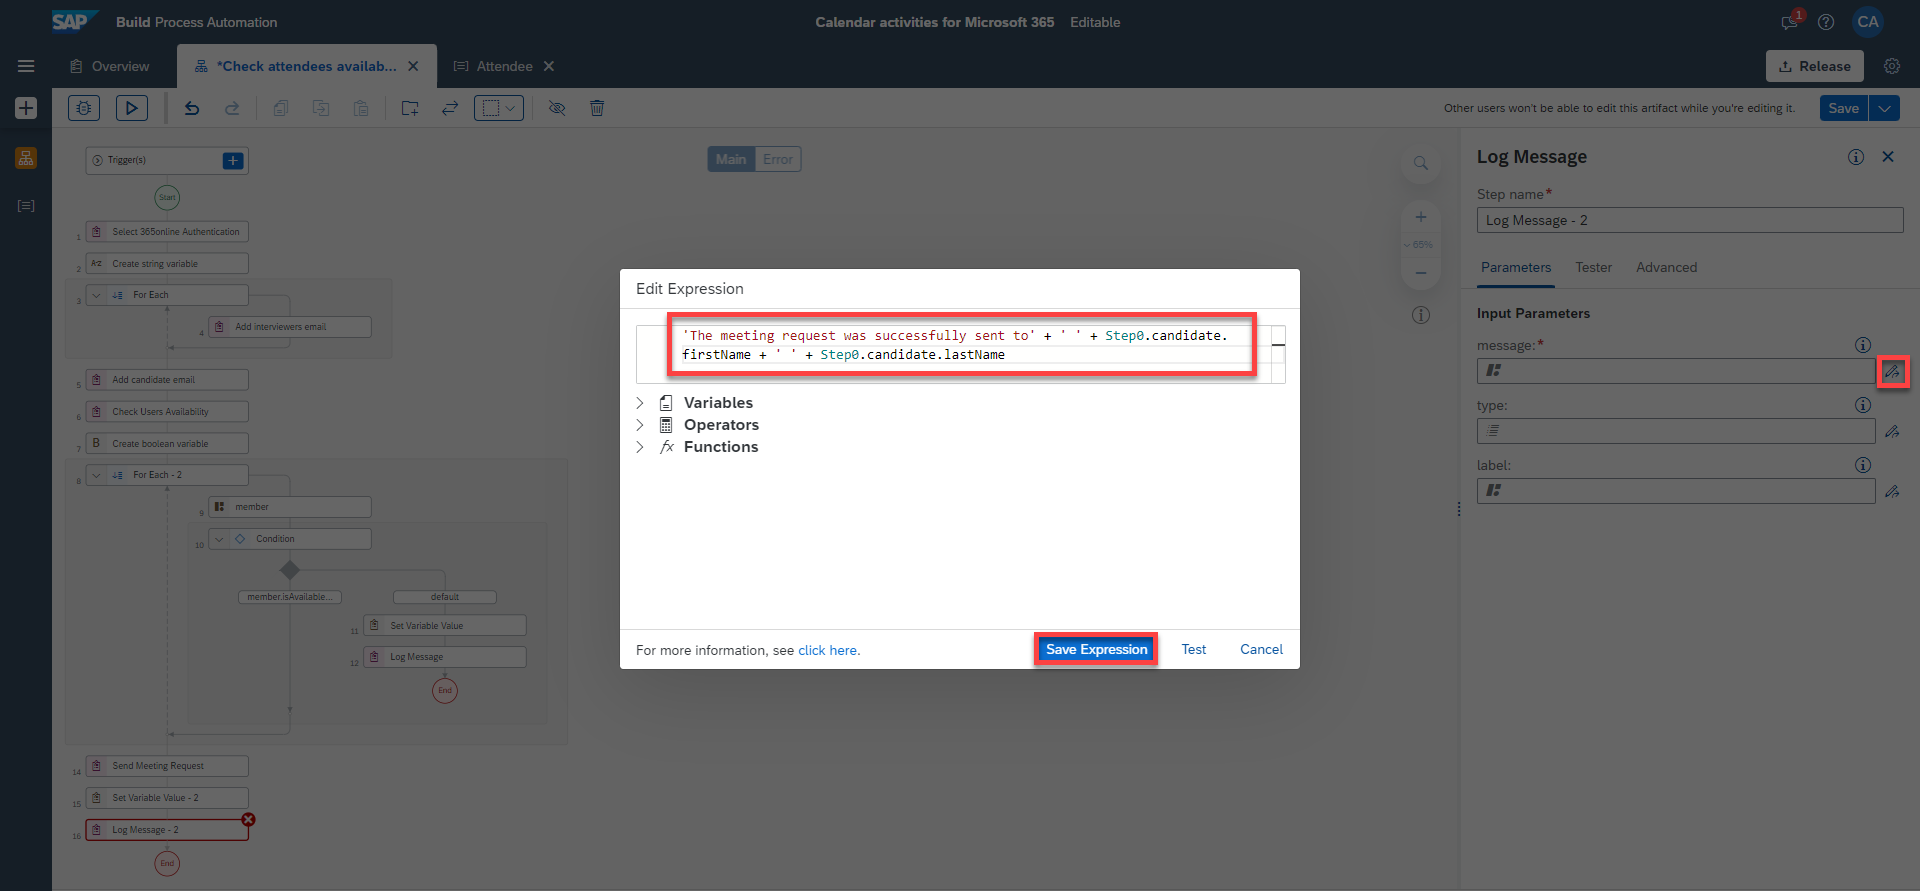 SAP Build Process Automation
Calendar activities for Microsoft 365 Editable
1
CA
Overview
*Check attendees availab...
Attendee
Release
Other users won't be able to edit this artifact while you're editing it.
Save
Trigger(s)
Start
1 Select 365online Authentication
2 Create string variable
3 For Each
4 Add interviewers email
5 Add candidate email
6 Check Users Availability
7 B Create boolean variable
8 For Each - 2
9 member
10 Condition
member.isAvailable...
default
11 Set Variable Value
12 Log Message
End
14 Send Meeting Request
15 Set Variable Value - 2
16 Log Message - 2
End
Main Error
65%
Edit Expression
'The meeting request was successfully sent to' + ' ' + Step0.candidate.
firstName + ' ' + Step0.candidate.lastName
Variables
Operators
Functions
For more information, see click here.
Save Expression Test Cancel
Log Message
Step name*
Log Message - 2
Parameters Tester Advanced
Input Parameters
message:*
type:
label: